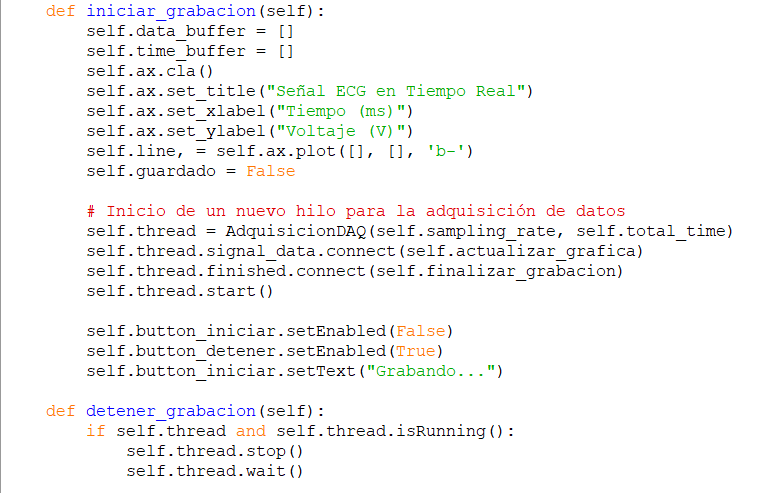 def iniciar_grabacion(self):
    self.data_buffer = []
    self.time_buffer = []
    self.ax.cla()
    self.ax.set_title("Señal ECG en Tiempo Real")
    self.ax.set_xlabel("Tiempo (ms)")
    self.ax.set_ylabel("Voltaje (V)")
    self.line, = self.ax.plot([], [], 'b-')
    self.guardado = False

    # Inicio de un nuevo hilo para la adquisición de datos
    self.thread = AdquisicionDAQ(self.sampling_rate, self.total_time)
    self.thread.signal_data.connect(self.actualizar_grafica)
    self.thread.finished.connect(self.finalizar_grabacion)
    self.thread.start()

    self.button_iniciar.setEnabled(False)
    self.button_detener.setEnabled(True)
    self.button_iniciar.setText("Grabando...")

def detener_grabacion(self):
    if self.thread and self.thread.isRunning():
        self.thread.stop()
        self.thread.wait()